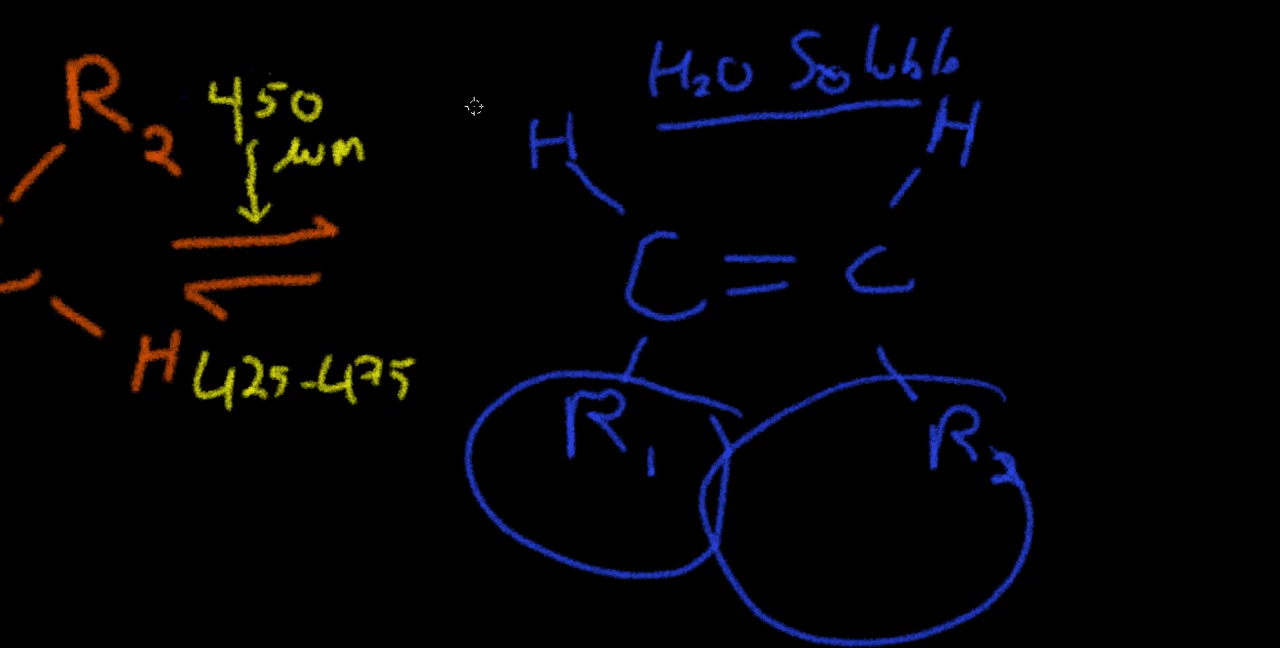 H₂O Soluble
R₂
450
nm
H H
C = C
H
425-475
R₁
R₂